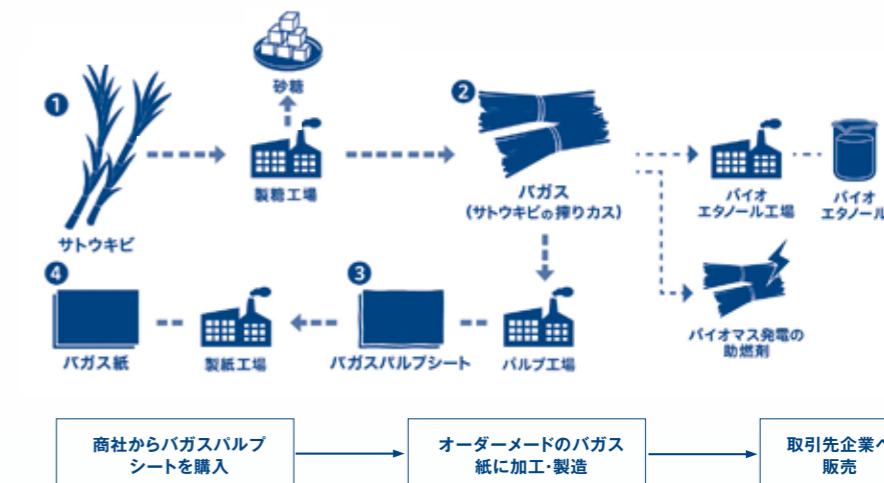 砂糖
❶
❷
製糖工場
バガス
(サトウキビの搾りカス)
バイオ
エタノール工場
バイオ
エタノール
サトウキビ
❹
❸
バガス紙
製紙工場
バガスパルプシート
パルプ工場
バイオマス発電の
助燃剤
商社からバガスパルプ
シートを購入
オーダーメードのバガス
紙に加工・製造
取引先企業へ
販売